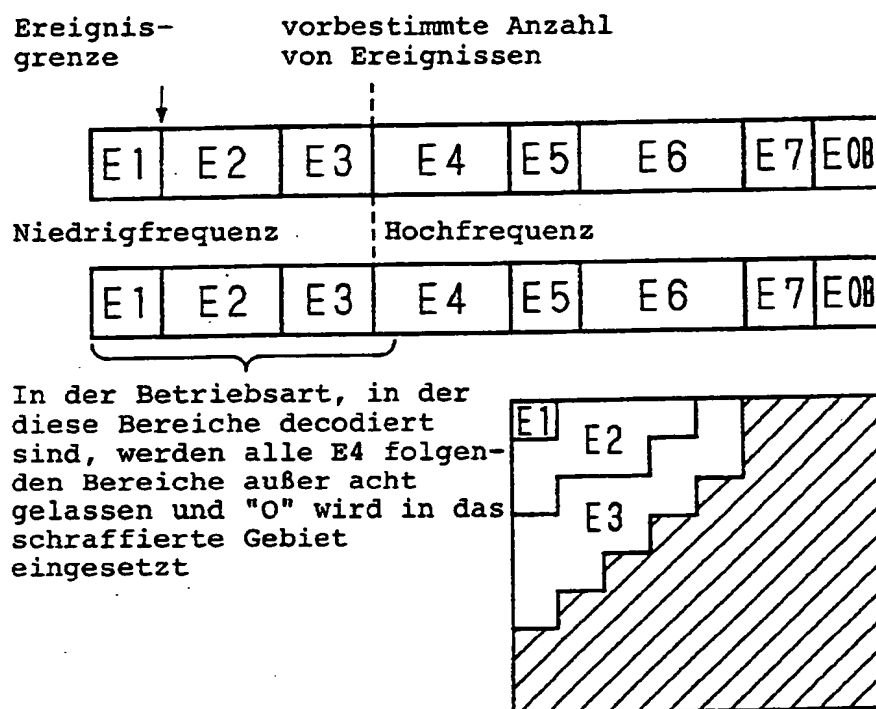 Ereignis-
grenze
vorbestimmte Anzahl
von Ereignissen
E1 E2 E3 E4 E5 E6 E7 EOB
Niedrigfrequenz Hochfrequenz
E1 E2 E3 E4 E5 E6 E7 EOB
In der Betriebsart, in der
diese Bereiche decodiert
sind, werden alle E4 folgen-
den Bereiche außer acht
gelassen und "O" wird in das
schraffierte Gebiet
eingesetzt
E1
E2
E3